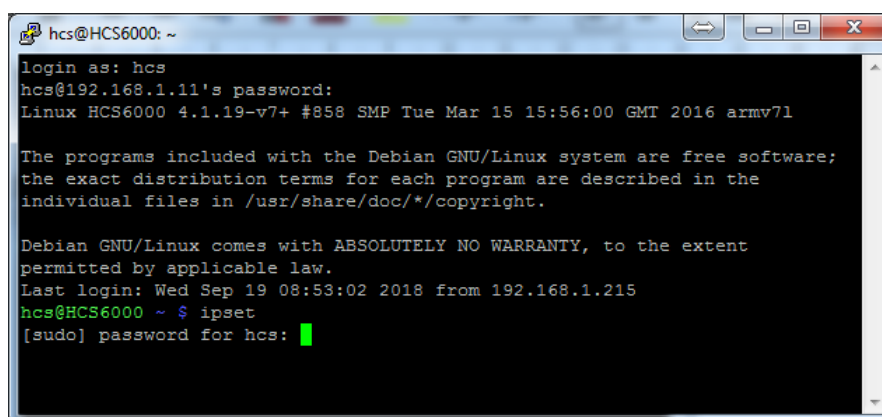 hcs@HCS6000: ~
login as: hcs
hcs@192.168.1.11's password:
Linux HCS6000 4.1.19-v7+ #858 SMP Tue Mar 15 15:56:00 GMT 2016 armv7l
The programs included with the Debian GNU/Linux system are free software;
the exact distribution terms for each program are described in the
individual files in /usr/share/doc/*/copyright.
Debian GNU/Linux comes with ABSOLUTELY NO WARRANTY, to the extent
permitted by applicable law.
Last login: Wed Sep 19 08:53:02 2018 from 192.168.1.215
hcs@HCS6000 ~ $ ipset
[sudo] password for hcs: